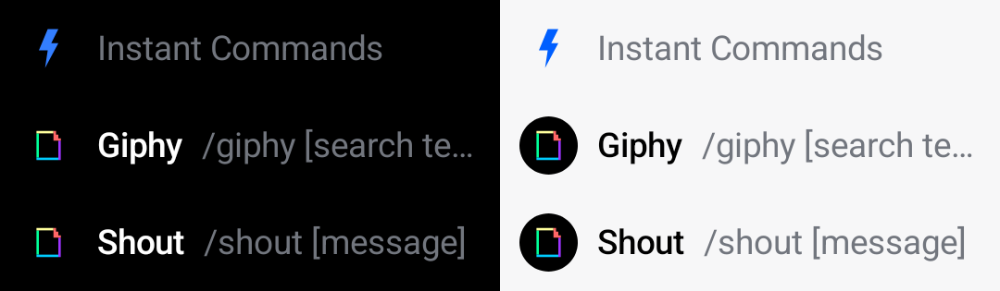 Instant Commands
Giphy /giphy [search te...
Shout /shout [message]
Instant Commands
Giphy /giphy [search te...
Shout /shout [message]